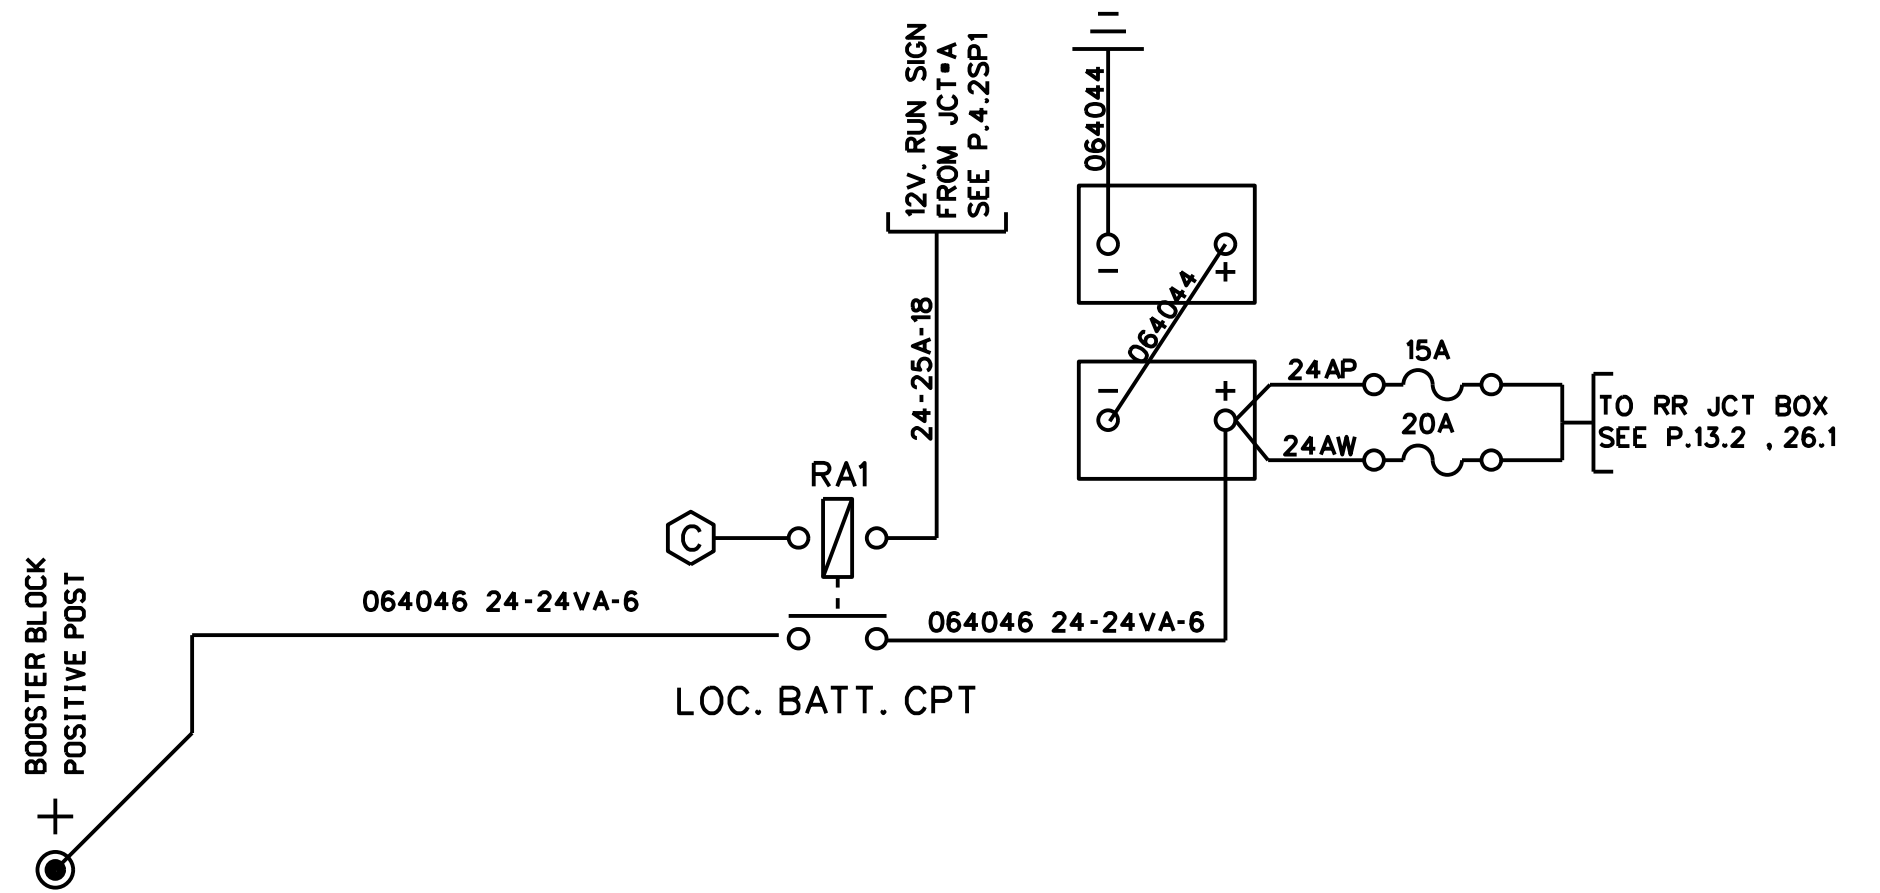 12V. RUN SIGN
FROM JCT•A
SEE P.4.2SP1
064044
-
+
064044
24-25A-18
-
+
24AP
15A
24AW
20A
TO RR JCT BOX
SEE P.13.2 , 26.1
RA1
C
064046 24-24VA-6
064046 24-24VA-6
LOC. BATT. CPT
BOOSTER BLOCK
POSITIVE POST
+